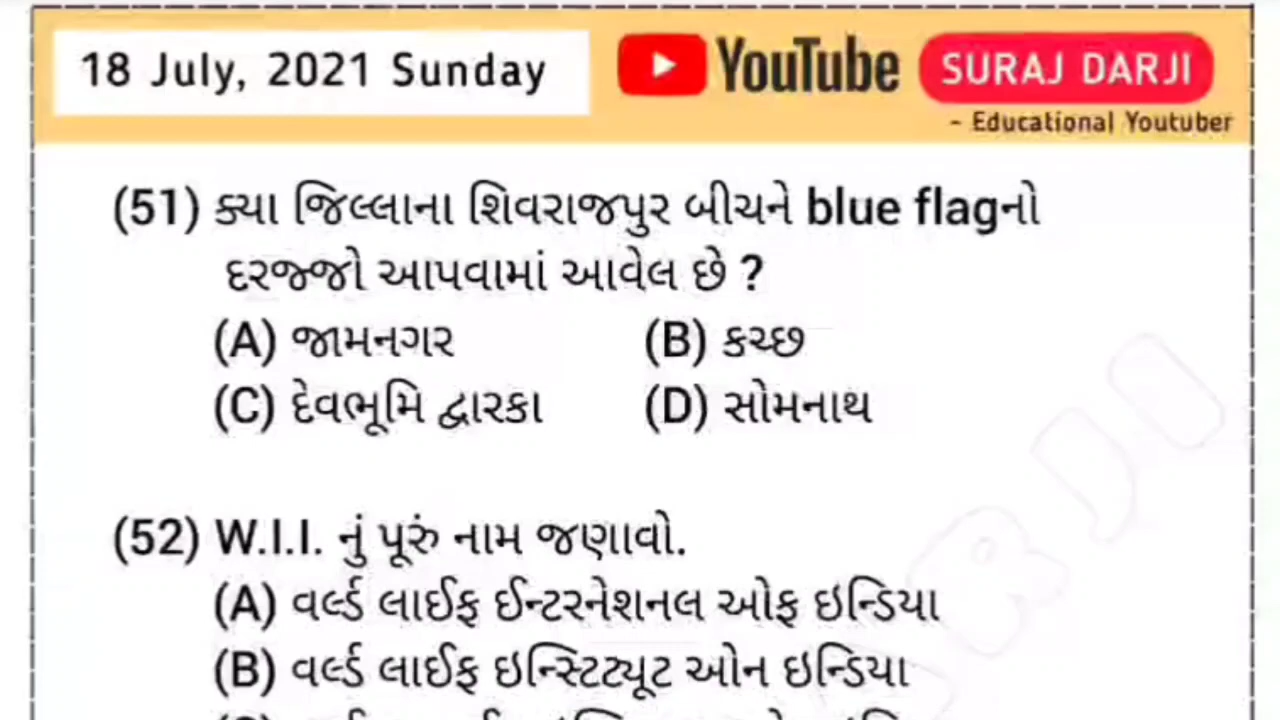 18 July, 2021 Sunday
YouTube
SURAJ DARJI
- Educational Youtuber
(51) ક્યા જિલ્લાના શિવરાજપુર બીચને blue flagનો
દરજ્જો આપવામાં આવેલ છે ?
(A) જામનગર (B) કચ્છ
(C) દેવભૂમિ દ્વારકા (D) સોમનાથ
(52) W.I.I. નું પૂરું નામ જણાવો.
(A) વર્લ્ડ લાઈફ ઈન્ટરનેશનલ ઓફ ઇન્ડિયા
(B) વર્લ્ડ લાઈફ ઇન્સ્ટિટ્યૂટ ઓન ઇન્ડિયા